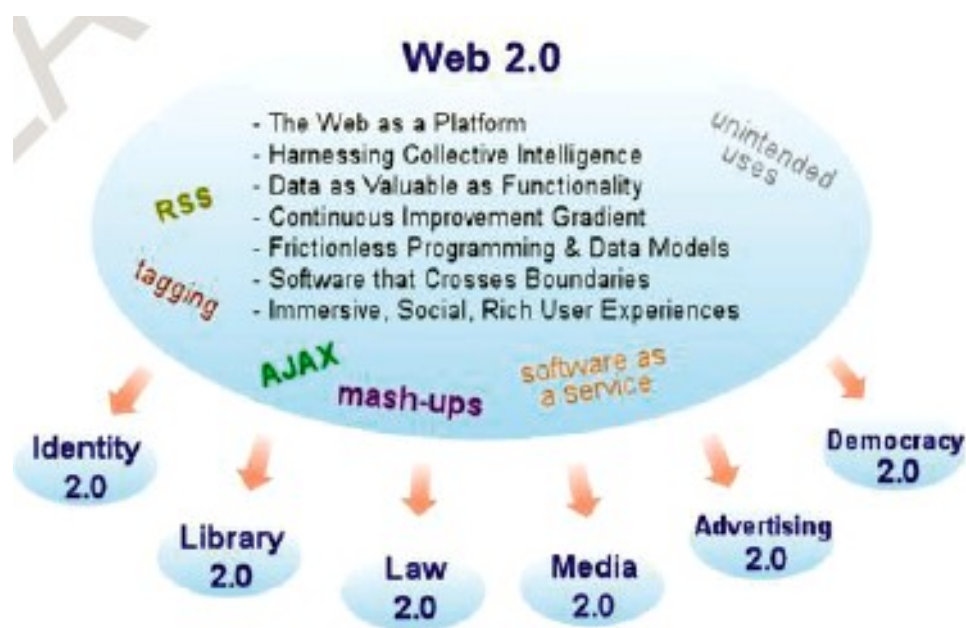 Web 2.0
- The Web as a Platform
- Harnessing Collective Intelligence
- Data as Valuable as Functionality
- Continuous Improvement Gradient
- Frictionless Programming & Data Models
- Software that Crosses Boundaries
- Immersive, Social, Rich User Experiences
unintended
uses
RSS
tagging
AJAX
mash-ups
software as
a service
Identity
2.0
Library
2.0
Law
2.0
Media
2.0
Advertising
2.0
Democracy
2.0